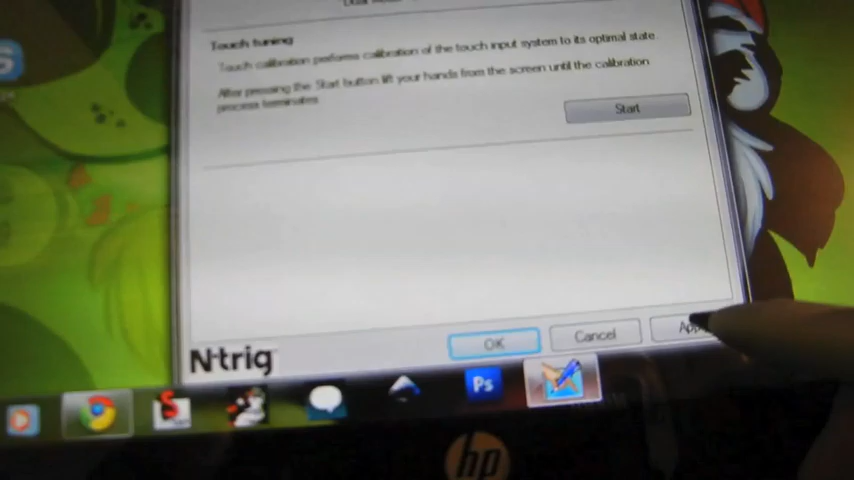 Touch tuning
Touch calibration performs calibration of the touch input system to its optimal state.
After pressing the Start button lift your hands from the screen until the calibration
process terminates
Start
OK
Cancel
N-trig
Ps
hp